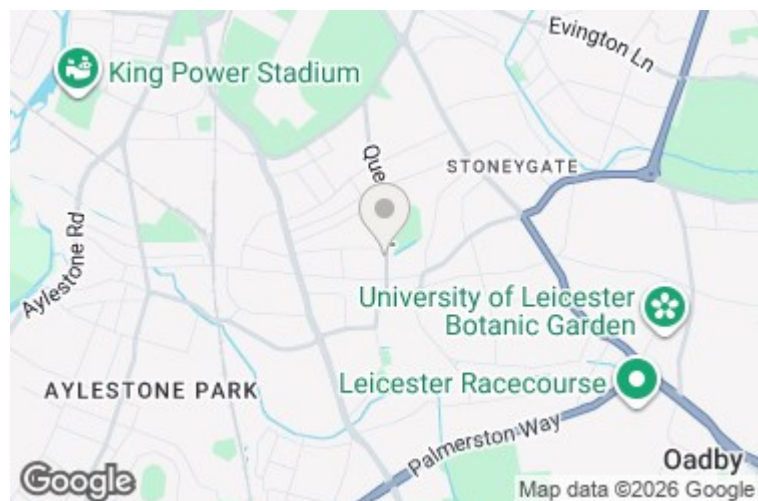 Evington Ln
King Power Stadium
Que
STONEYGATE
Aylestone Rd
University of Leicester
Botanic Garden
Leicester Racecourse
AYLESTONE PARK
Palmerston Way
Oadby
Google
Map data ©2026 Google